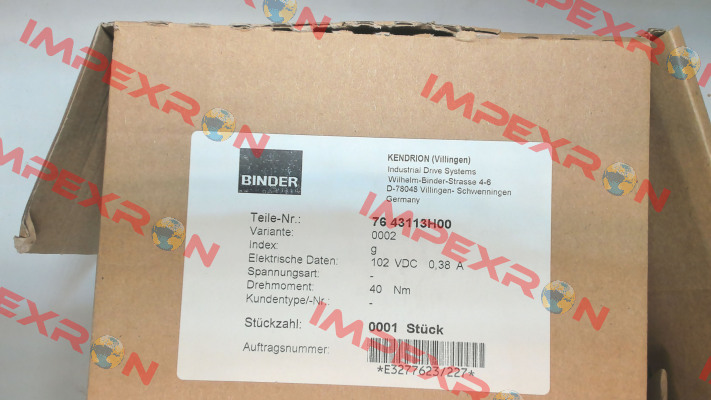 BINDER
KENDRION (Villingen)
Industrial Drive Systems
Wilhelm-Binder-Strasse 4-6
D-78048 Villingen- Schwenningen
Germany
Teile-Nr.: 76 43113H00
Variante: 0002
Index: g
Elektrische Daten: 102 VDC 0,38 A
Spannungsart: -
Drehmoment: 40 Nm
Kundentype/-Nr.: -
Stückzahl: 0001 Stück
Auftragsnummer:
*E3277623/227*
IMPEXRON
IMPEXRON
IMPEXRON
IMPEXRON
IMPEXRON